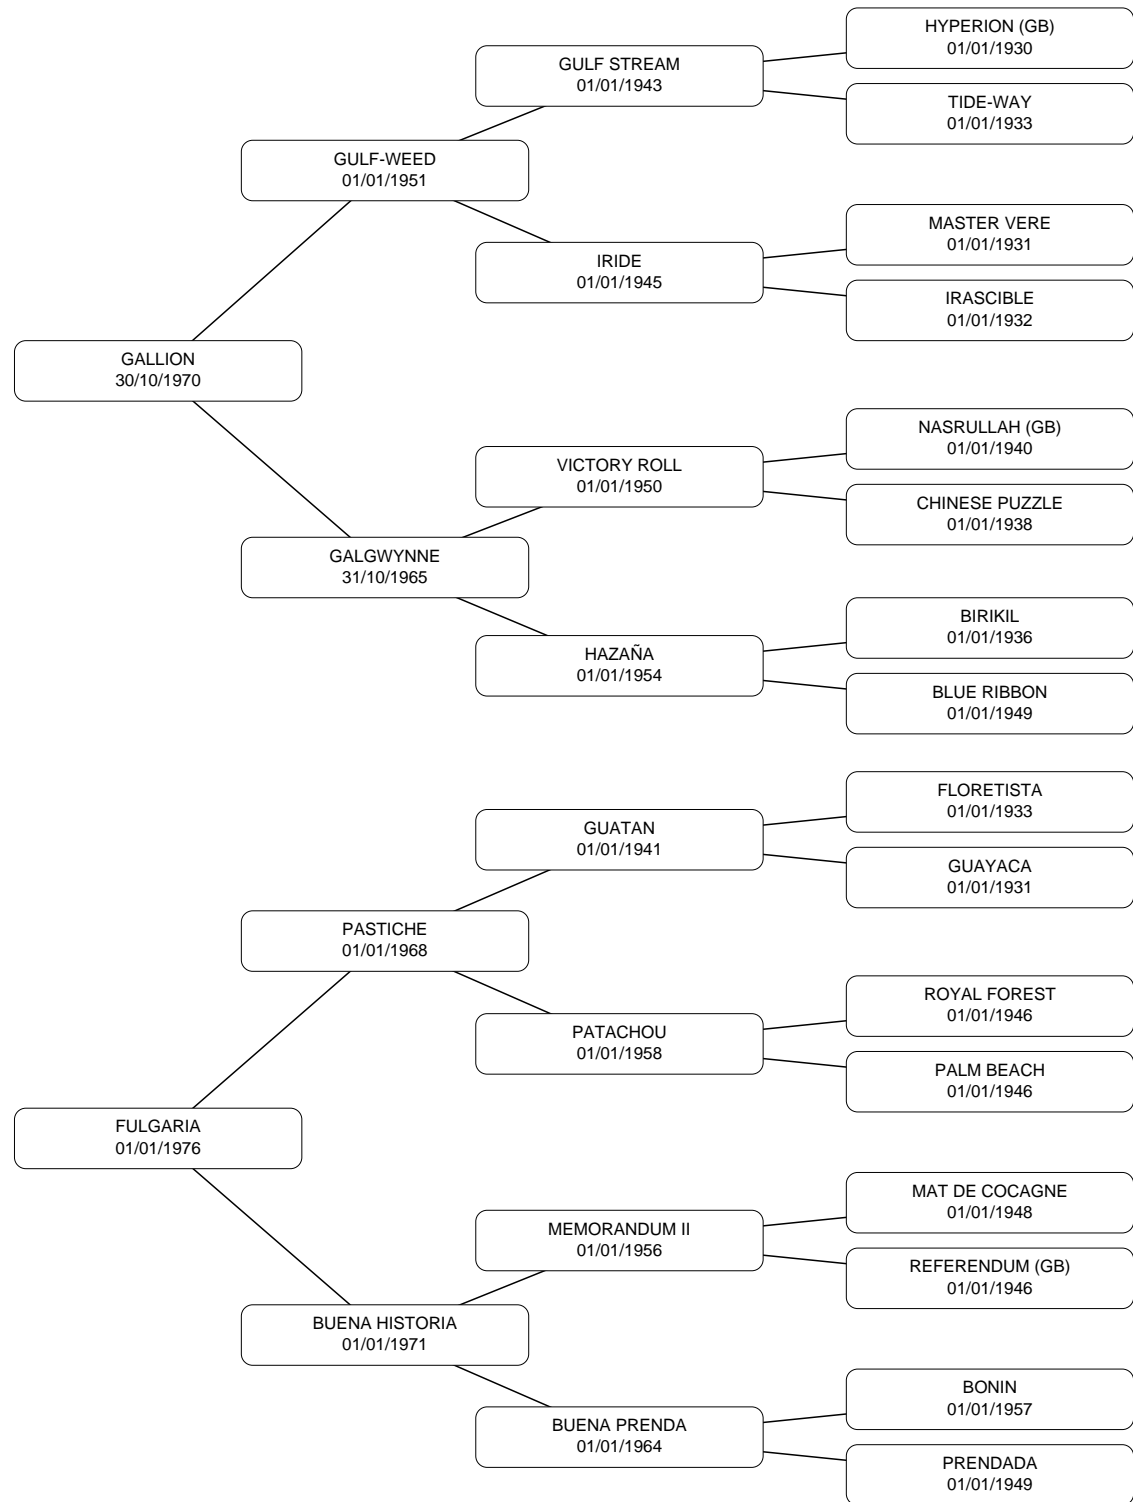 HYPERION (GB)
01/01/1930
GULF STREAM
01/01/1943
TIDE-WAY
01/01/1933
GULF-WEED
01/01/1951
MASTER VERE
01/01/1931
IRIDE
01/01/1945
IRASCIBLE
01/01/1932
GALLION
30/10/1970
NASRULLAH (GB)
01/01/1940
VICTORY ROLL
01/01/1950
CHINESE PUZZLE
01/01/1938
GALGWYNNE
31/10/1965
BIRIKIL
01/01/1936
HAZAÑA
01/01/1954
BLUE RIBBON
01/01/1949
FLORETISTA
01/01/1933
GUATAN
01/01/1941
GUAYACA
01/01/1931
PASTICHE
01/01/1968
ROYAL FOREST
01/01/1946
PATACHOU
01/01/1958
PALM BEACH
01/01/1946
FULGARIA
01/01/1976
MAT DE COCAGNE
01/01/1948
MEMORANDUM II
01/01/1956
REFERENDUM (GB)
01/01/1946
BUENA HISTORIA
01/01/1971
BONIN
01/01/1957
BUENA PRENDA
01/01/1964
PRENDADA
01/01/1949